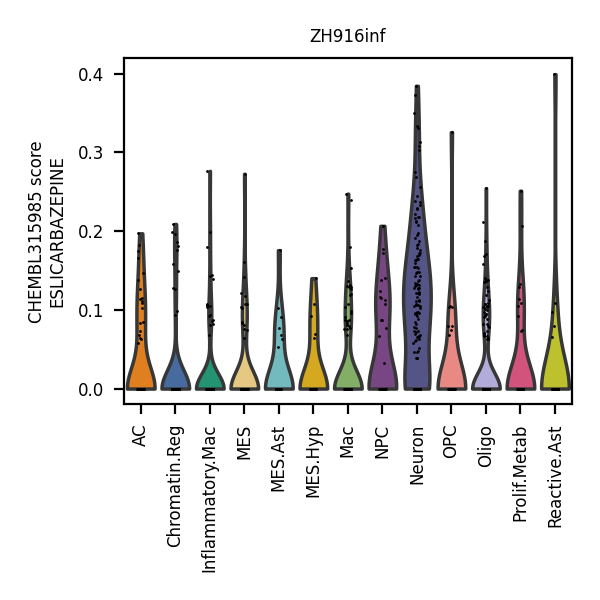 ZH916inf
CHEMBL315985 score
ESLICARBAZEPINE
0.4
0.3
0.2
0.1
0.0
AC
Chromatin.Reg
Inflammatory.Mac
MES
MES.Ast
MES.Hyp
Mac
NPC
Neuron
OPC
Oligo
Prolif.Metab
Reactive.Ast